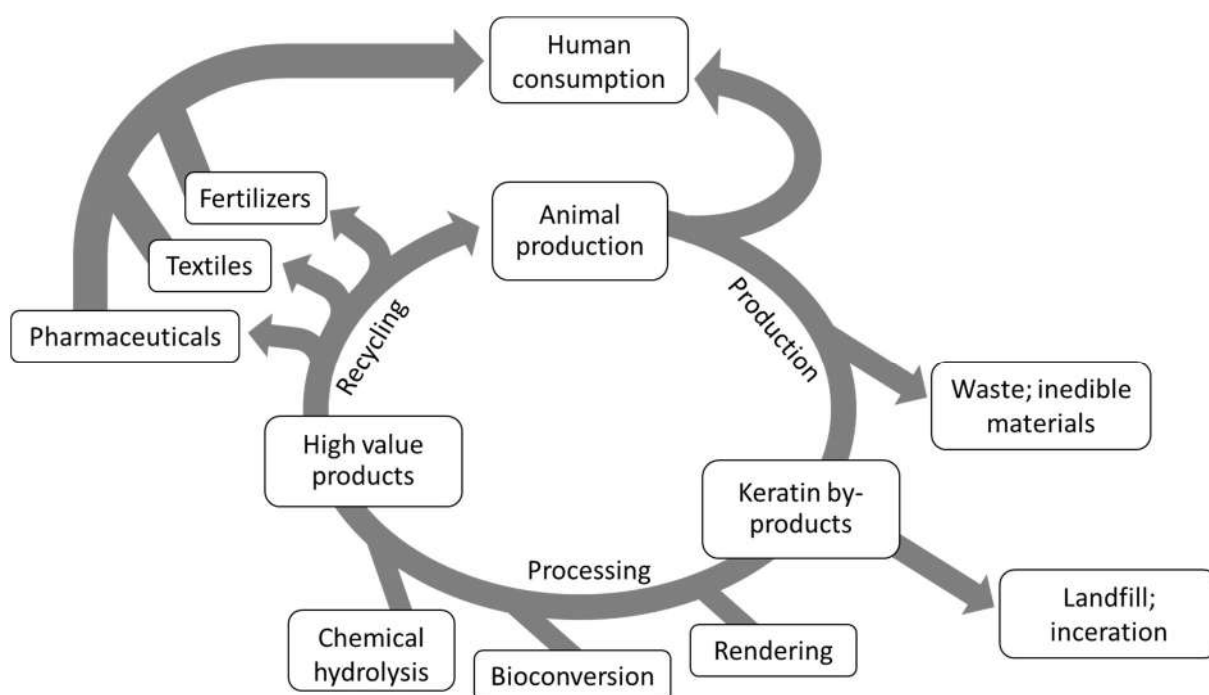 Human
consumption
Fertilizers
Animal
production
Textiles
Pharmaceuticals
Recycling
Production
Waste; inedible
materials
High value
products
Keratin by-
products
Processing
Landfill;
inceration
Chemical
hydrolysis
Bioconversion
Rendering